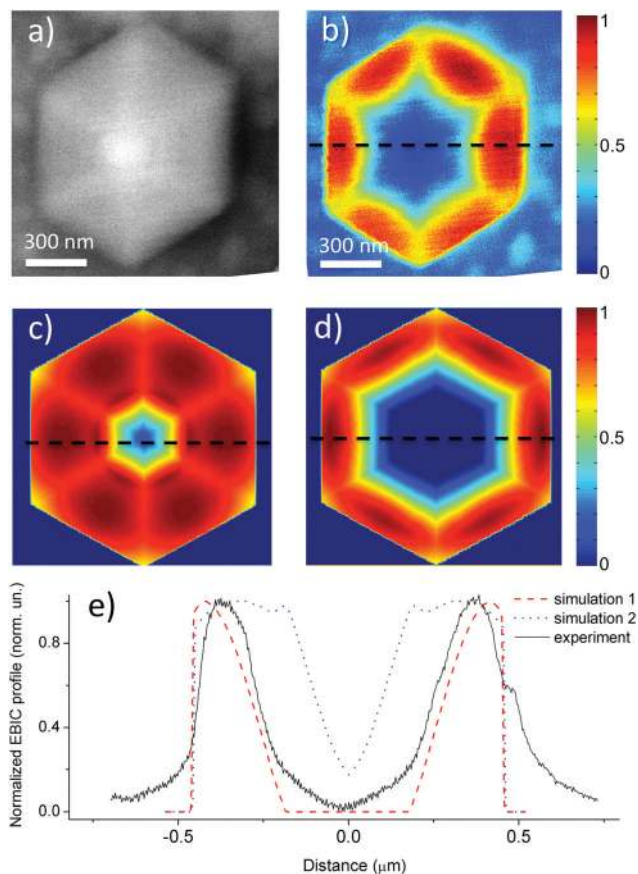 a)
b)
300 nm
300 nm
1
0.5
0
c)
d)
1
0.5
0
e)
simulation 1
simulation 2
experiment
Normalized EBIC profile (norm. un.)
0.8
0.4
0.0
-0.5
0.0
0.5
Distance (μm)